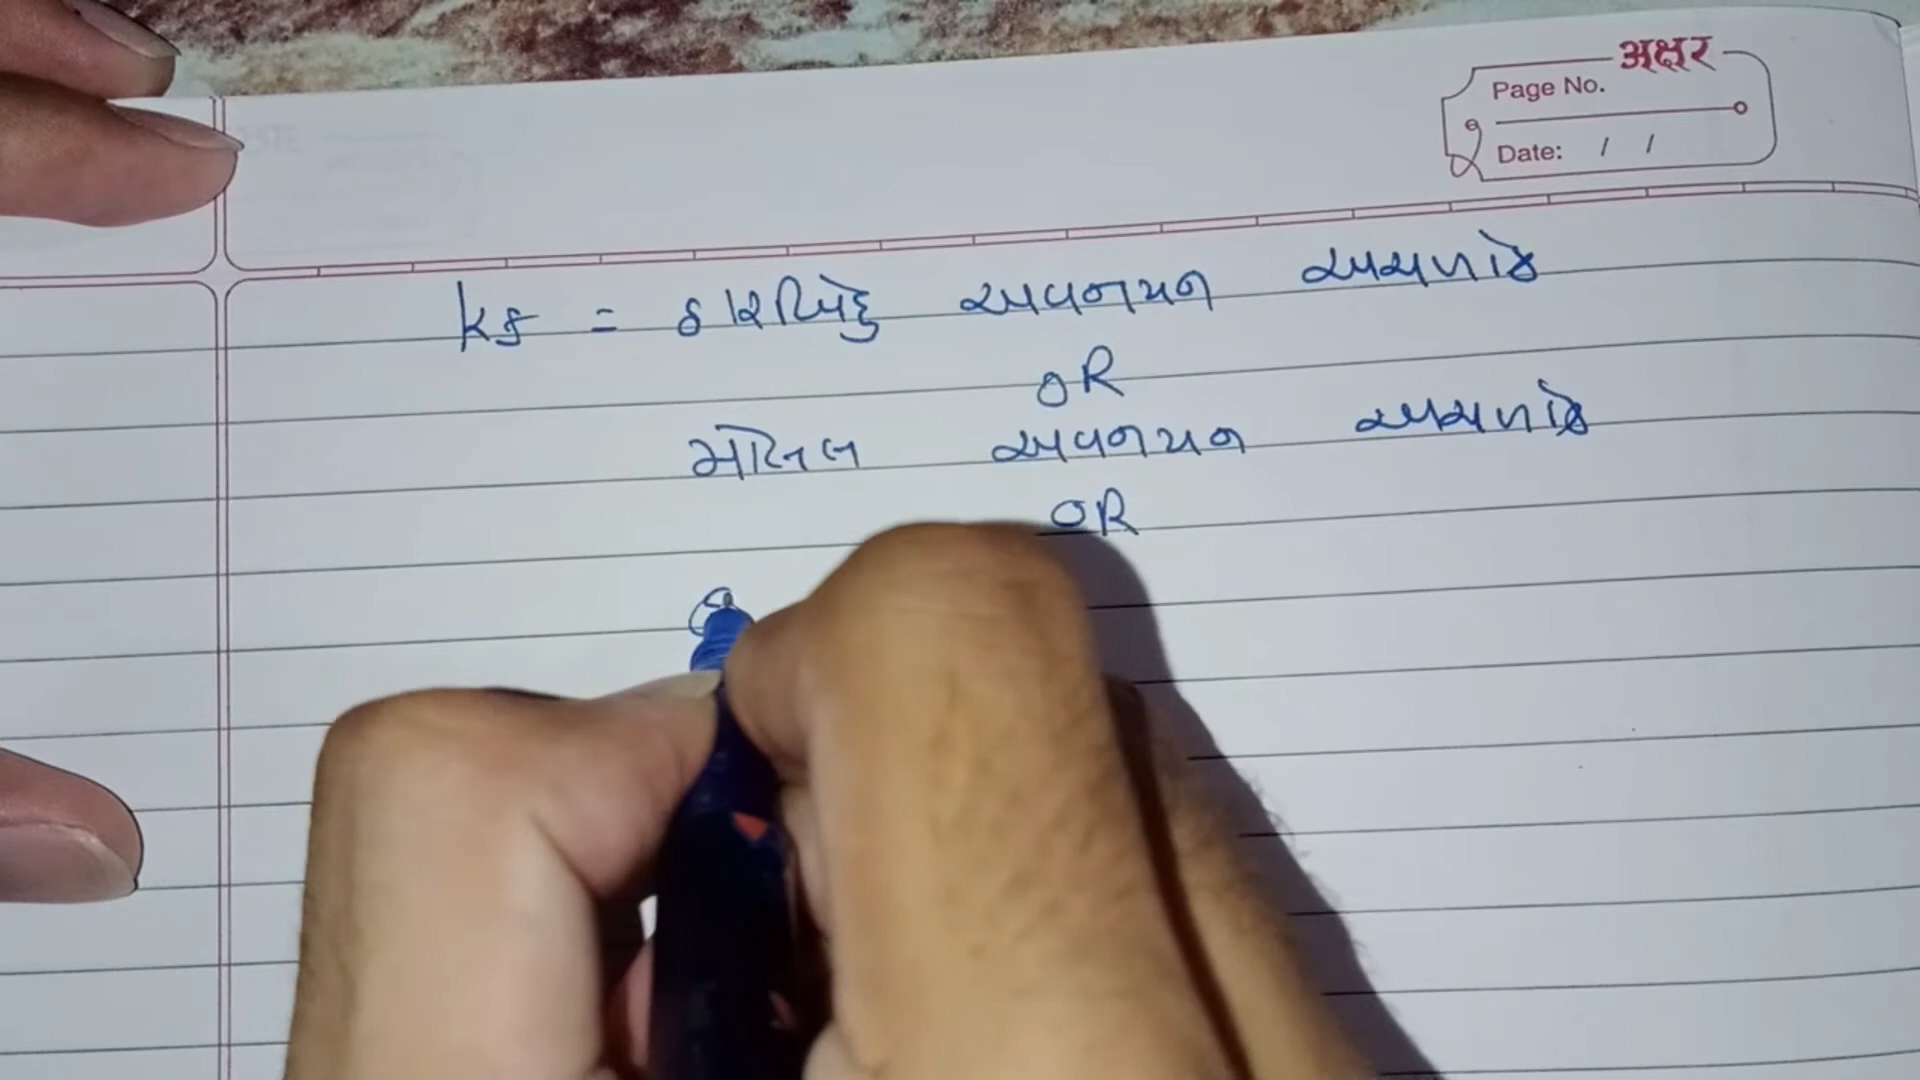 अक्षर
Page No.
Date: / /
kf = ઠારબિંદુ અવનયન અચળાંક
OR
મોલલ અવનયન અચળાંક
OR